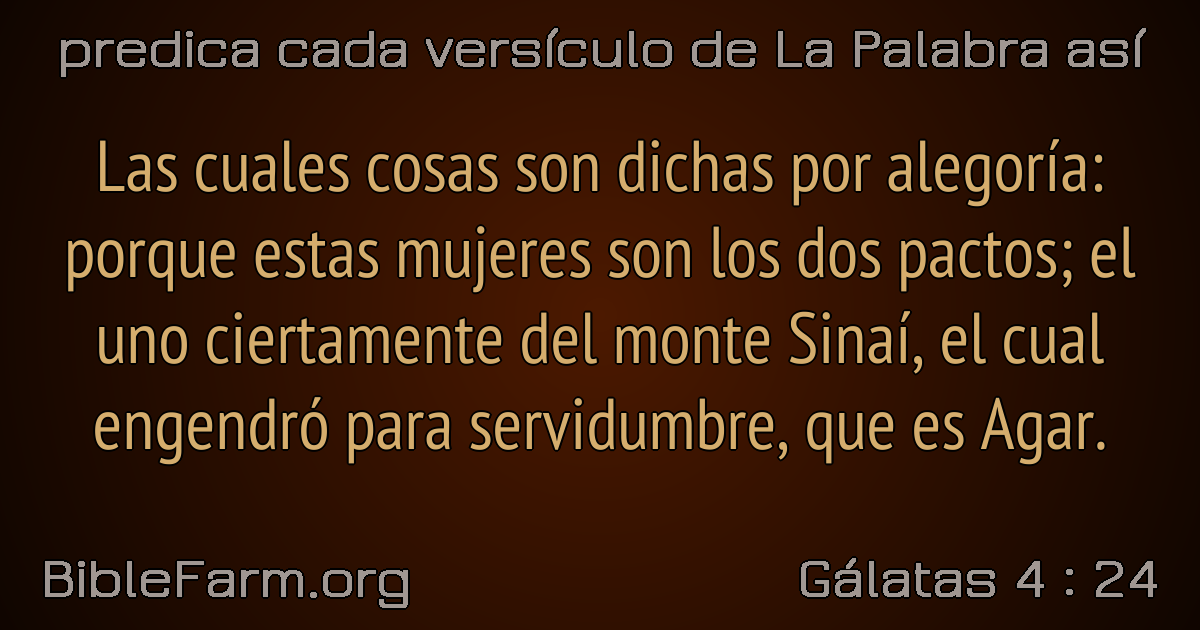 predica cada versículo de La Palabra así
Las cuales cosas son dichas por alegoría:
porque estas mujeres son los dos pactos; el
uno ciertamente del monte Sinaí, el cual
engendró para servidumbre, que es Agar.
BibleFarm.org
Gálatas 4 : 24